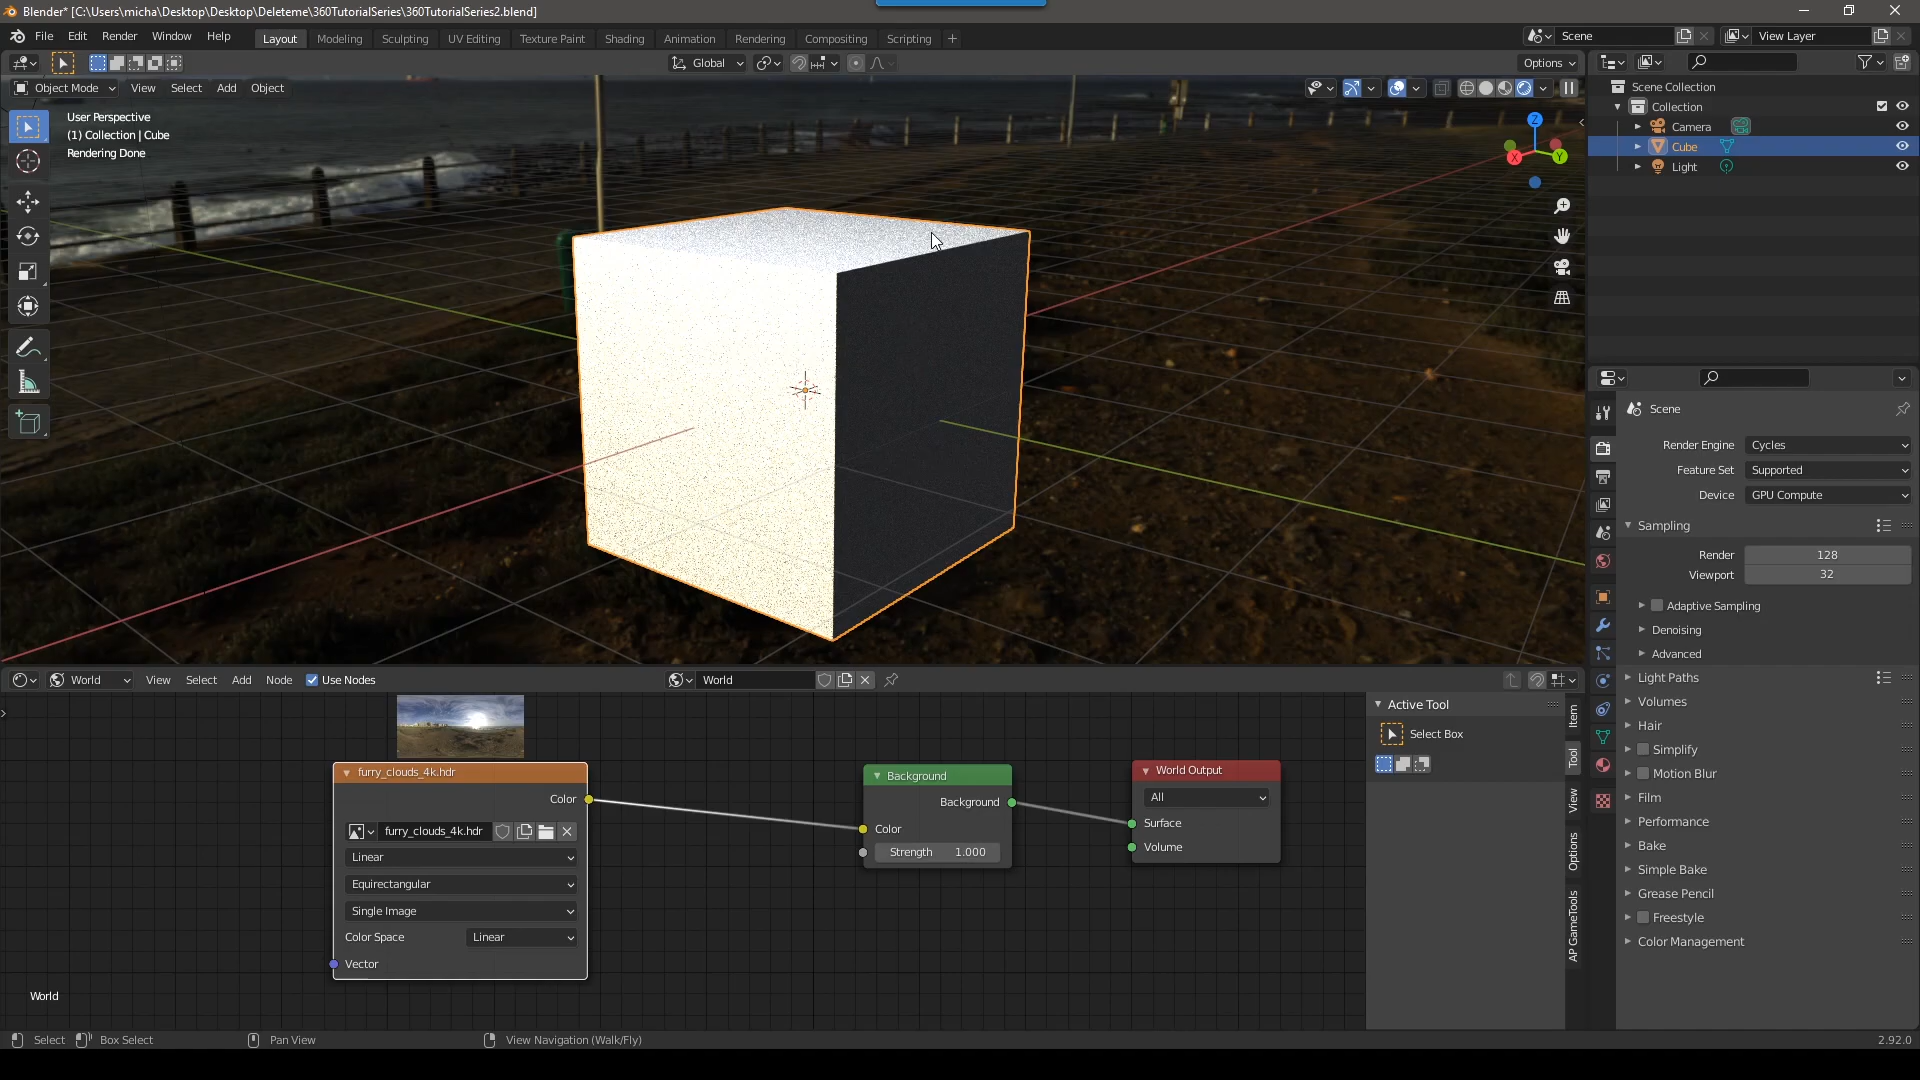 Blender* [C:\Users\micha\Desktop\Desktop\Deleteme\360TutorialSeries\360TutorialSeries2.blend]
File Edit Render Window Help Layout Modeling Sculpting UV Editing Texture Paint Shading Animation Rendering Compositing Scripting + Scene View Layer
Global Options
Object Mode View Select Add Object
User Perspective
(1) Collection | Cube
Rendering Done
Z
X
Y
Scene Collection
Collection
Camera
Cube
Light
Scene
Render Engine Cycles
Feature Set Supported
Device GPU Compute
Sampling
Render 128
Viewport 32
Adaptive Sampling
Denoising
Advanced
Light Paths
Volumes
Hair
Simplify
Motion Blur
Film
Performance
Bake
Simple Bake
Grease Pencil
Freestyle
Color Management
World View Select Add Node Use Nodes World
furry_clouds_4k.hdr
Color
furry_clouds_4k.hdr
Linear
Equirectangular
Single Image
Color Space Linear
Vector
Background
Background
Color
Strength 1.000
World Output
All
Surface
Volume
Active Tool
Select Box
Item
Tool
View
Options
AP GameTools
World
Select Box Select Pan View View Navigation (Walk/Fly) 2.92.0